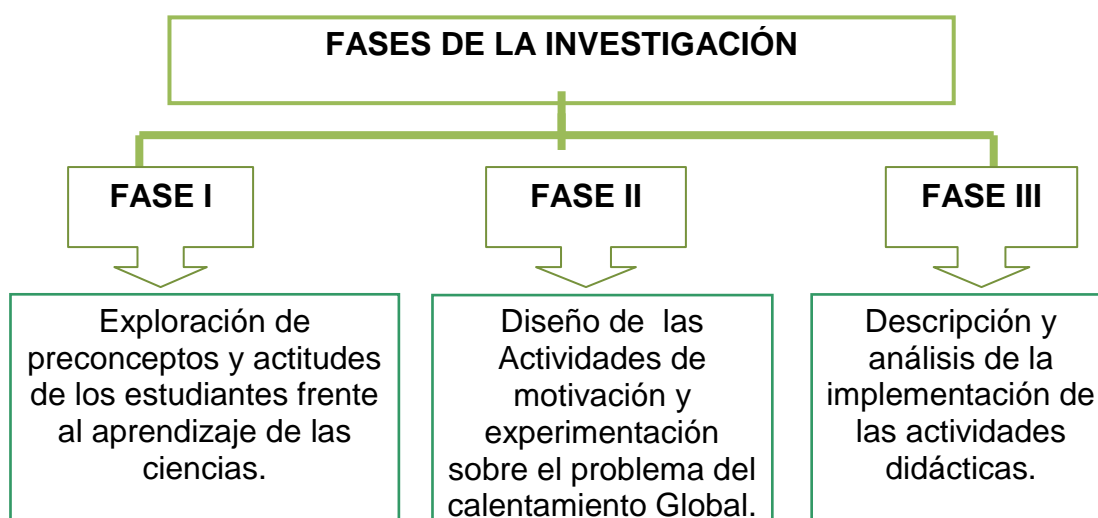 FASES DE LA INVESTIGACIÓN
FASE I
Exploración de
preconceptos y actitudes
de los estudiantes frente
al aprendizaje de las
ciencias.
FASE II
Diseño de las
Actividades de
motivación y
experimentación
sobre el problema del
calentamiento Global.
FASE III
Descripción y
análisis de la
implementación de
las actividades
didácticas.